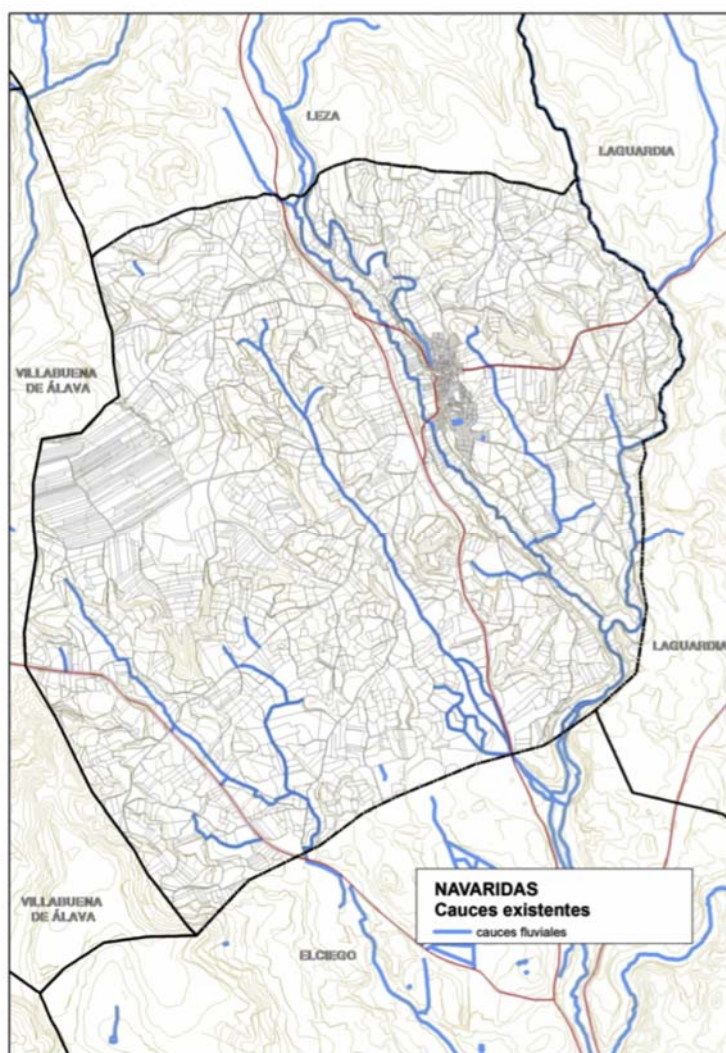 LEZA
LAGUARDIA
VILLABUENA
DE ÁLAVA
LAGUARDIA
VILLABUENA
DE ÁLAVA
ELCIEGO
NAVARIDAS
Cauces existentes
cauces fluviales